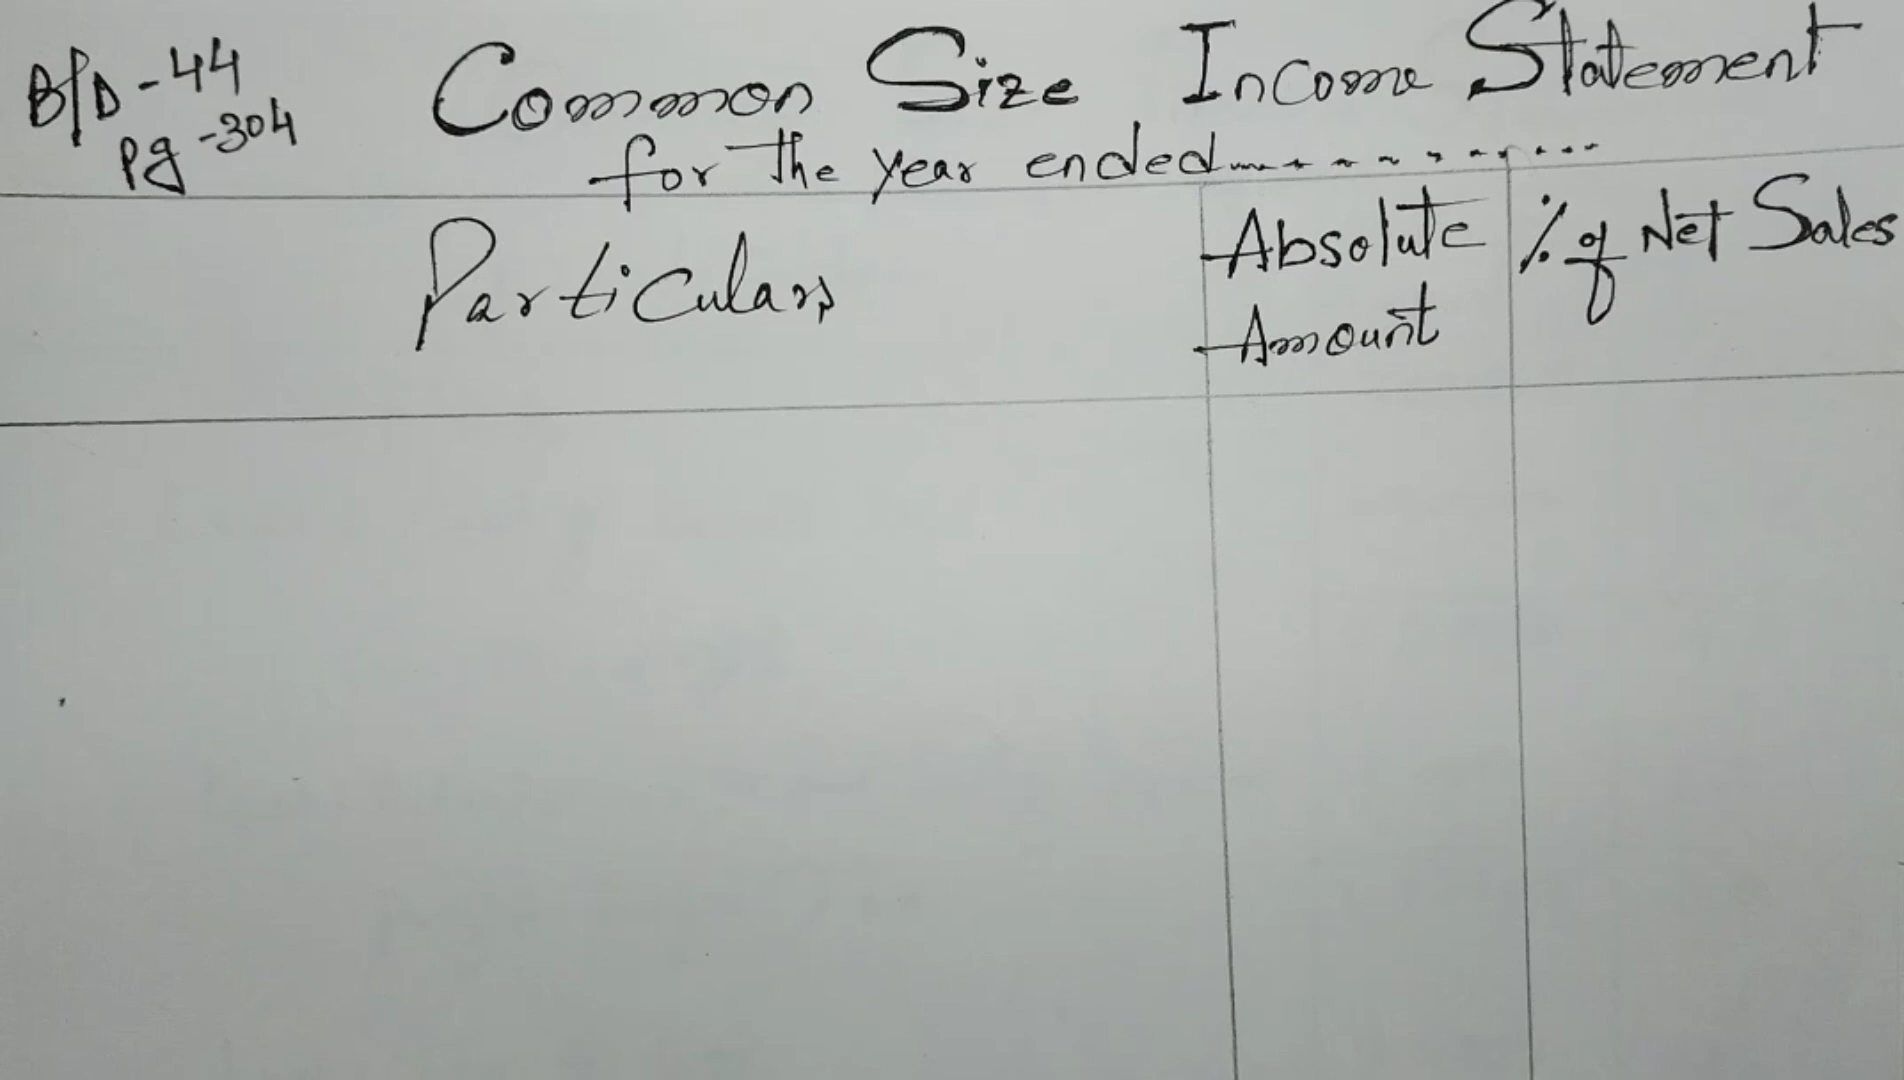 B/D - 44
Pg - 304
Common Size Income Statement
for the year ended..............
Particulars
Absolute Amount
% of Net Sales